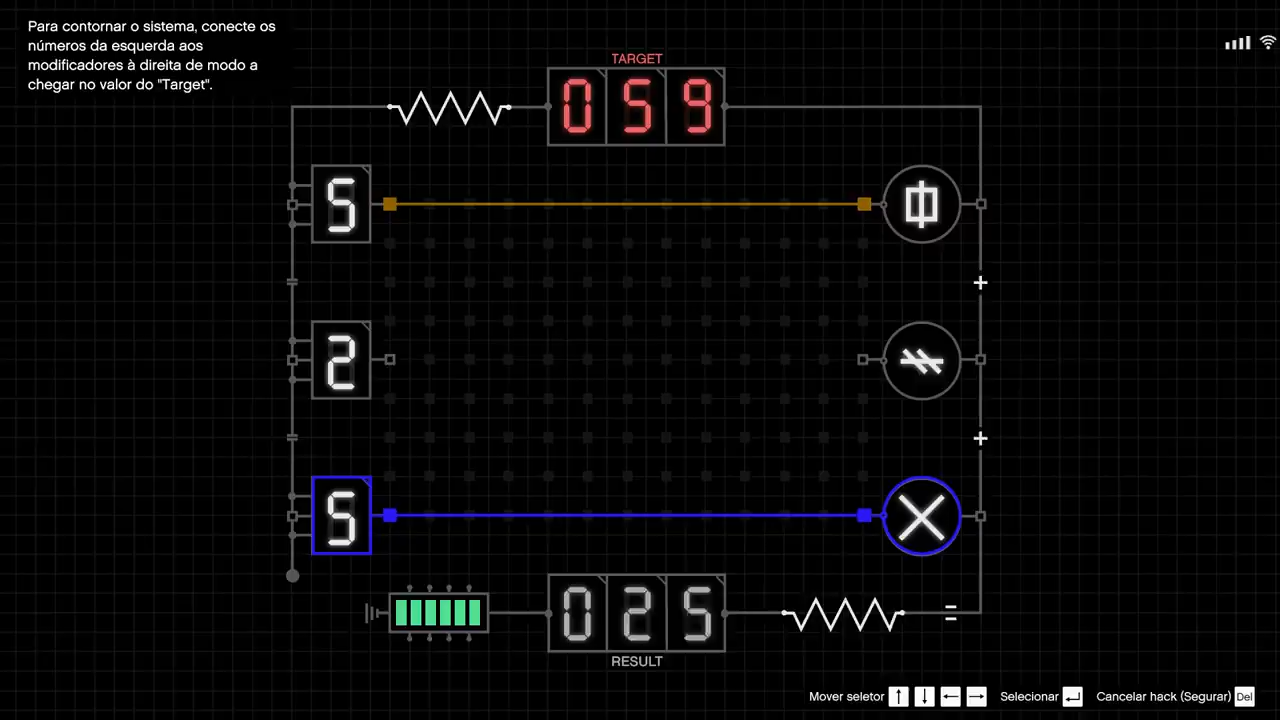 Para contornar o sistema, conecte os
números da esquerda aos
modificadores à direita de modo a
chegar no valor do "Target".
TARGET
059
5
2
5
+
+
025
=
RESULT
Mover seletor ↑ ↓ ← → Selecionar ↵ Cancelar hack (Segurar) Del